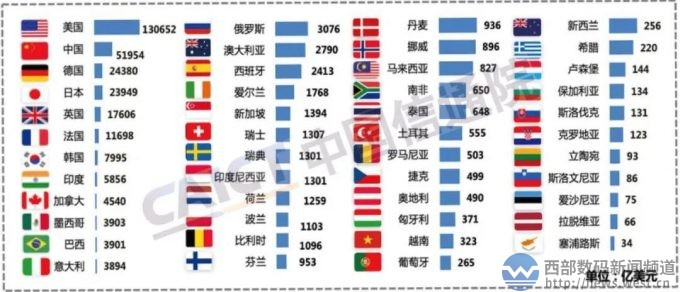 美国 130652
中国 51954
德国 24380
日本 23949
英国 17606
法国 11698
韩国 7995
印度 5856
加拿大 4540
墨西哥 3903
巴西 3901
意大利 3894
俄罗斯 3076
澳大利亚 2790
西班牙 2413
爱尔兰 1768
新加坡 1394
瑞士 1307
瑞典 1301
印度尼西亚 1301
荷兰 1259
波兰 1103
比利时 1096
芬兰 953
丹麦 936
挪威 896
马来西亚 827
南非 650
泰国 648
土耳其 555
罗马尼亚 503
捷克 499
奥地利 490
匈牙利 371
越南 323
葡萄牙 265
新西兰 256
希腊 220
卢森堡 144
保加利亚 134
斯洛伐克 131
克罗地亚 123
立陶宛 93
斯洛文尼亚 86
爱沙尼亚 75
拉脱维亚 66
塞浦路斯 34
单位：亿美元
CAICT 中国信通院
西部数码新闻频道
news.west.cn